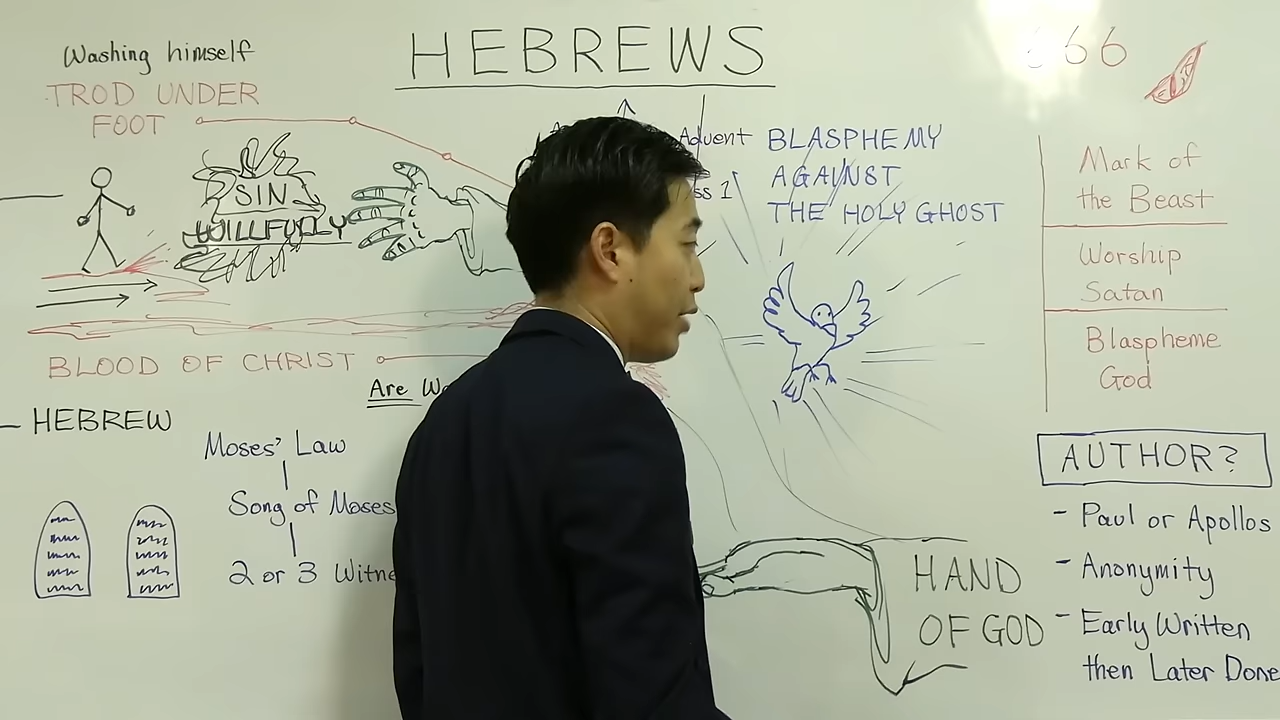 HEBREWS
Washing himself
TROD UNDER
FOOT
SIN
WILLFULLY
BLOOD OF CHRIST
Are
HEBREW
Moses' Law
Song of Moses
2 or 3
Advent
1
BLASPHEMY
AGAINST
THE HOLY GHOST
666
Mark of
the Beast
Worship
Satan
Blaspheme
God
AUTHOR?
- Paul or Apollos
- Anonymity
- Early Written
then Later Done
HAND
OF GOD